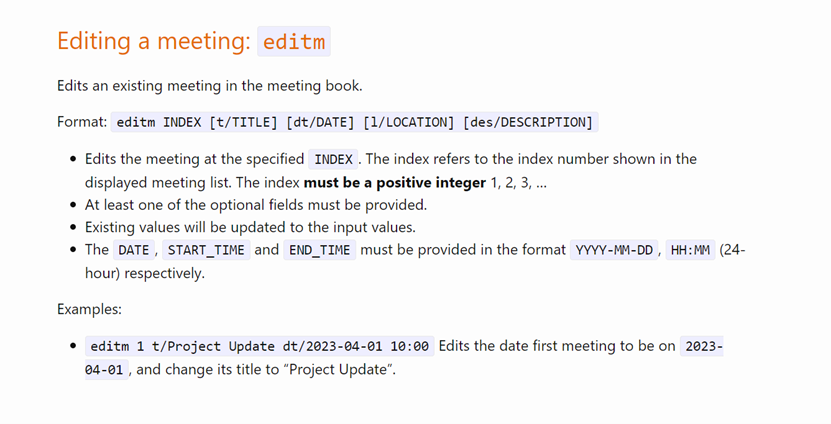 Editing a meeting: editm
Edits an existing meeting in the meeting book.
Format: editm INDEX [t/TITLE] [dt/DATE] [l/LOCATION] [des/DESCRIPTION]
• Edits the meeting at the specified INDEX. The index refers to the index number shown in the
displayed meeting list. The index must be a positive integer 1, 2, 3, …
• At least one of the optional fields must be provided.
• Existing values will be updated to the input values.
• The DATE, START_TIME and END_TIME must be provided in the format YYYY-MM-DD, HH:MM (24-
hour) respectively.
Examples:
• editm 1 t/Project Update dt/2023-04-01 10:00 Edits the date first meeting to be on 2023-
04-01, and change its title to “Project Update”.